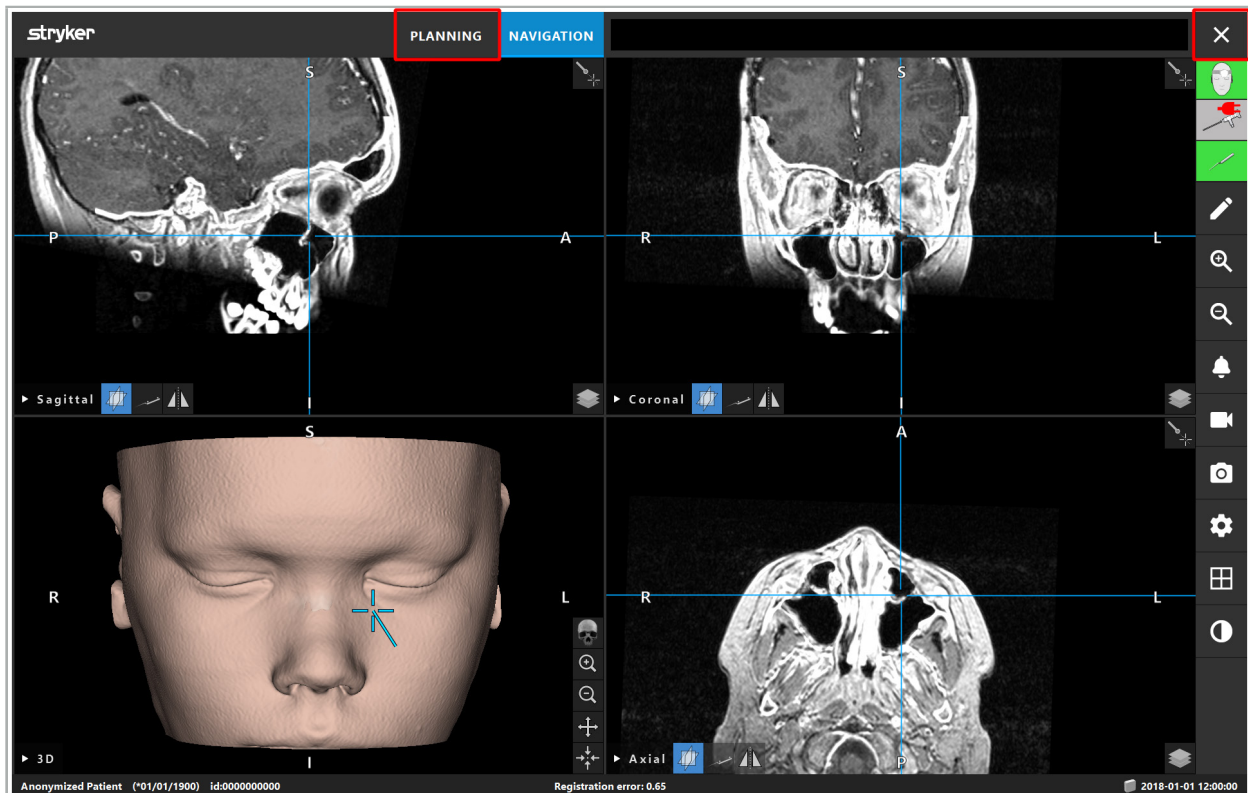 stryker
PLANNING
NAVIGATION
S
P
A
I
Sagittal
S
R
L
I
Coronal
S
R
L
I
3D
A
R
L
P
Axial
Anonymized Patient (*01/01/1900) id:0000000000
Registration error: 0.65
2018-01-01 12:00:00